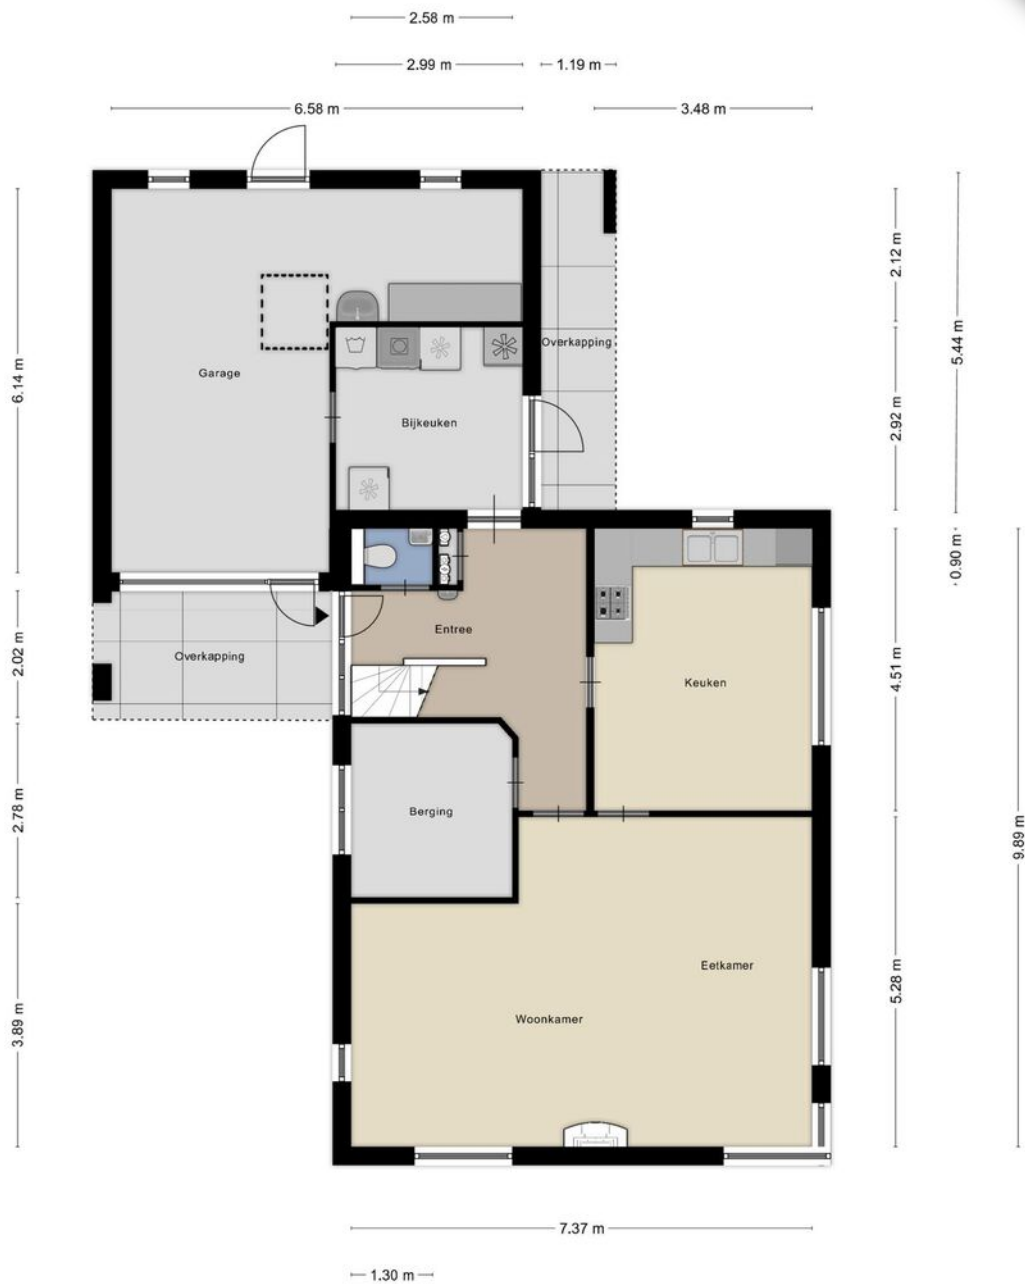 2.58 m
2.99 m
1.19 m
6.58 m
3.48 m
2.12 m
5.44 m
Overkapping
6.14 m
Garage
2.92 m
Bijkeuken
0.90 m
Entree
Overkapping
2.02 m
4.51 m
Keuken
2.78 m
Berging
9.89 m
Eetkamer
5.28 m
Woonkamer
3.89 m
7.37 m
1.30 m